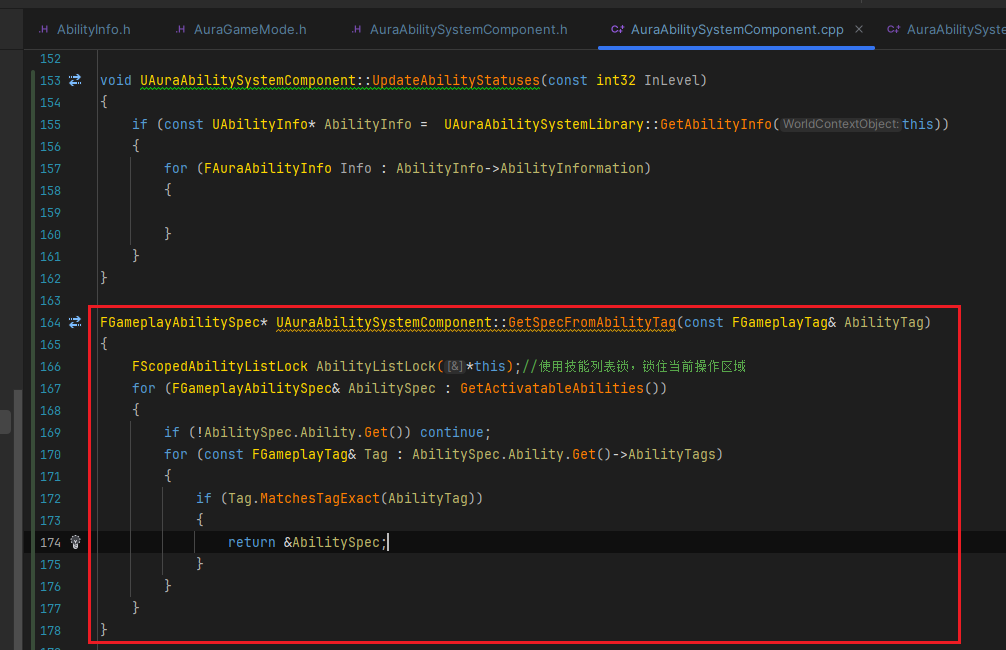 AbilityInfo.h AuraGameMode.h AuraAbilitySystemComponent.h AuraAbilitySystemComponent.cpp AuraAbilitySyste
152
153 void UAuraAbilitySystemComponent::UpdateAbilityStatuses(const int32 InLevel)
154 {
155 if (const UAbilityInfo* AbilityInfo = UAuraAbilitySystemLibrary::GetAbilityInfo(WorldContextObject:this))
156 {
157 for (FAuraAbilityInfo Info : AbilityInfo->AbilityInformation)
158 {
159
160 }
161 }
162 }
163
164 FGameplayAbilitySpec* UAuraAbilitySystemComponent::GetSpecFromAbilityTag(const FGameplayTag& AbilityTag)
165 {
166 FScopedAbilityListLock AbilityListLock([&]*this);//使用技能列表锁，锁住当前操作区域
167 for (FGameplayAbilitySpec& AbilitySpec : GetActivatableAbilities())
168 {
169 if (!AbilitySpec.Ability.Get()) continue;
170 for (const FGameplayTag& Tag : AbilitySpec.Ability.Get()->AbilityTags)
171 {
172 if (Tag.MatchesTagExact(AbilityTag))
173 {
174 return &AbilitySpec;
175 }
176 }
177 }
178 }